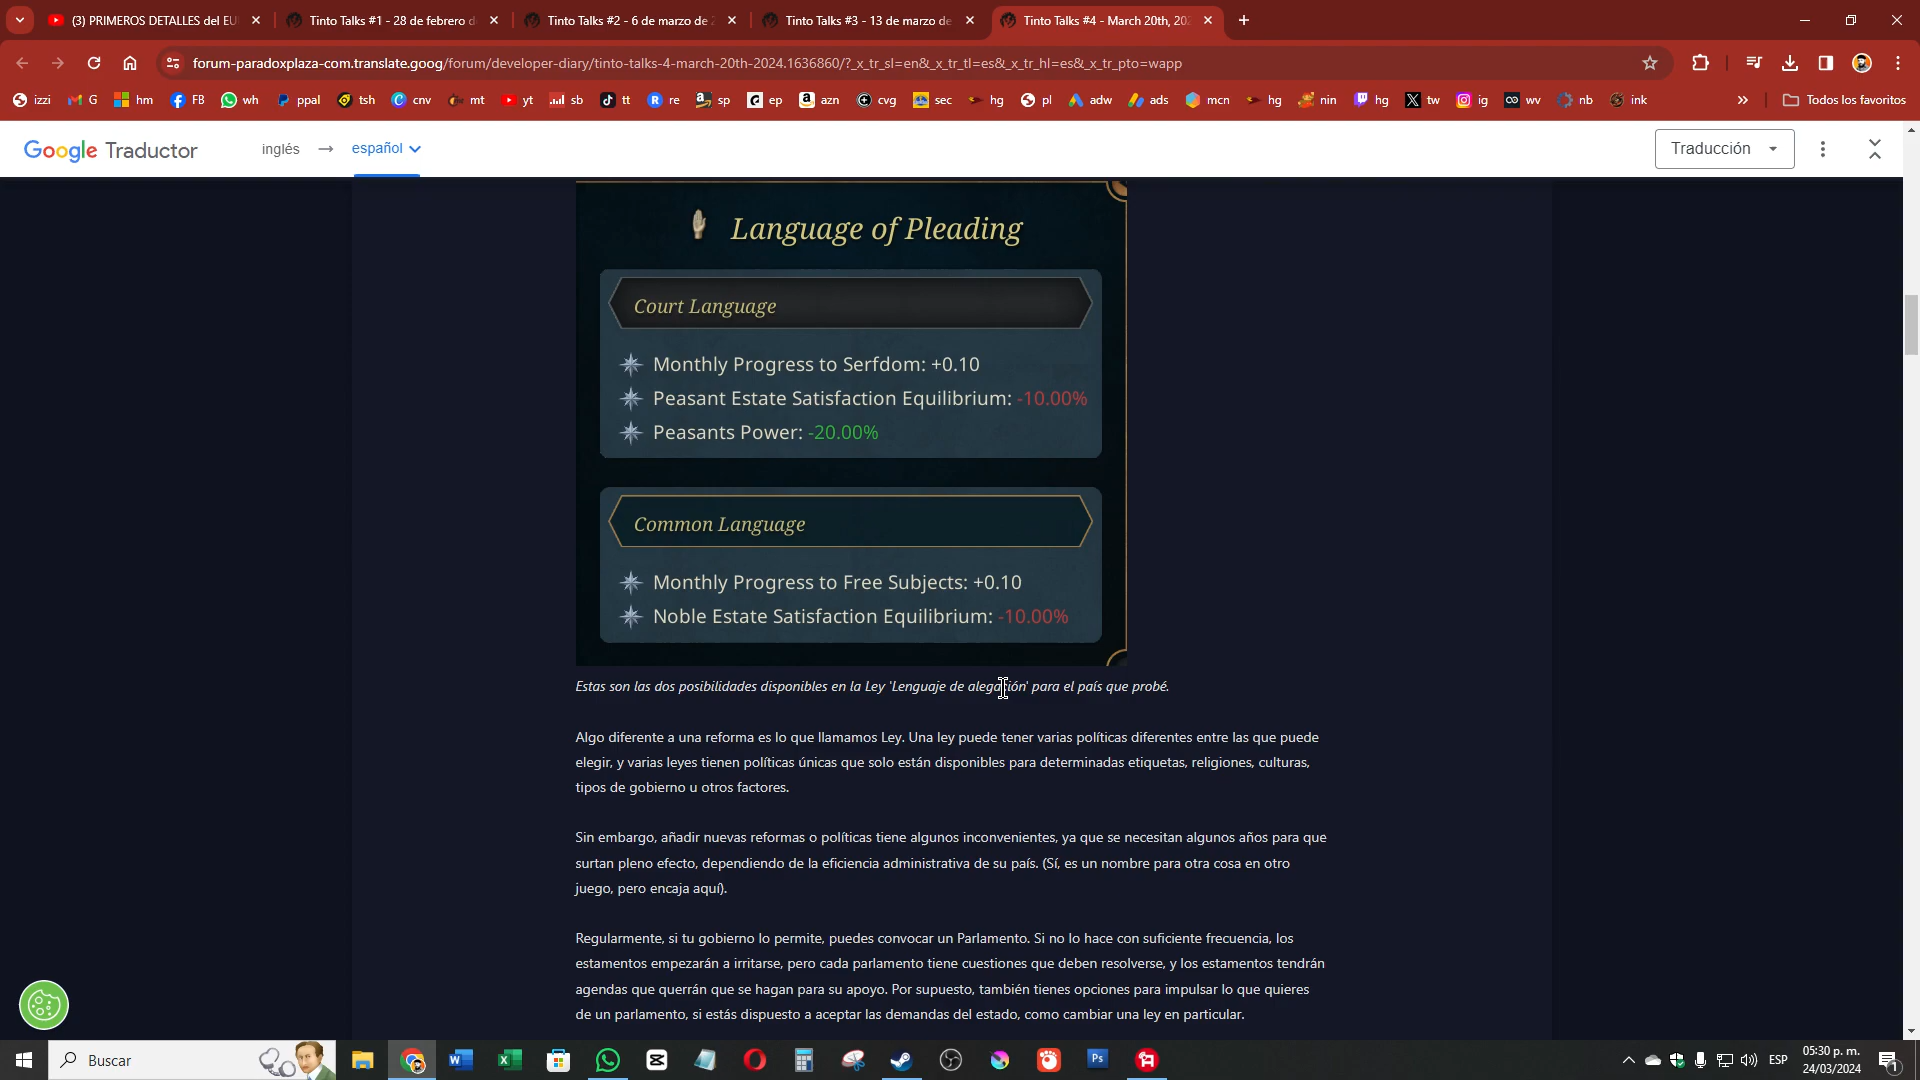 (3) PRIMEROS DETALLES del EU
Tinto Talks #1 - 28 de febrero d
Tinto Talks #2 - 6 de marzo de 2
Tinto Talks #3 - 13 de marzo de
Tinto Talks #4 - March 20th, 202
forum-paradoxplaza-com.translate.goog/forum/developer-diary/tinto-talks-4-march-20th-2024.1636860/?_x_tr_sl=en&_x_tr_tl=es&_x_tr_hl=es&_x_tr_pto=wapp
izzi G hm FB wh ppal tsh cnv mt yt sb tt re sp ep azn cvg sec hg pl adw ads mcn hg nin hg tw ig wv nb ink » Todos los favoritos
Google Traductor inglés → español Traducción
Language of Pleading
Court Language
Monthly Progress to Serfdom: +0.10
Peasant Estate Satisfaction Equilibrium: -10.00%
Peasants Power: -20.00%
Common Language
Monthly Progress to Free Subjects: +0.10
Noble Estate Satisfaction Equilibrium: -10.00%
Estas son las dos posibilidades disponibles en la Ley 'Lenguaje de alegación' para el país que probé.
Algo diferente a una reforma es lo que llamamos Ley. Una ley puede tener varias políticas diferentes entre las que puede
elegir, y varias leyes tienen políticas únicas que solo están disponibles para determinadas etiquetas, religiones, culturas,
tipos de gobierno u otros factores.
Sin embargo, añadir nuevas reformas o políticas tiene algunos inconvenientes, ya que se necesitan algunos años para que
surtan pleno efecto, dependiendo de la eficiencia administrativa de su país. (Sí, es un nombre para otra cosa en otro
juego, pero encaja aquí).
Regularmente, si tu gobierno lo permite, puedes convocar un Parlamento. Si no lo hace con suficiente frecuencia, los
estamentos empezarán a irritarse, pero cada parlamento tiene cuestiones que deben resolverse, y los estamentos tendrán
agendas que querrán que se hagan para su apoyo. Por supuesto, también tienes opciones para impulsar lo que quieres
de un parlamento, si estás dispuesto a aceptar las demandas del estado, como cambiar una ley en particular.
Buscar
ESP
05:30 p. m.
24/03/2024
1